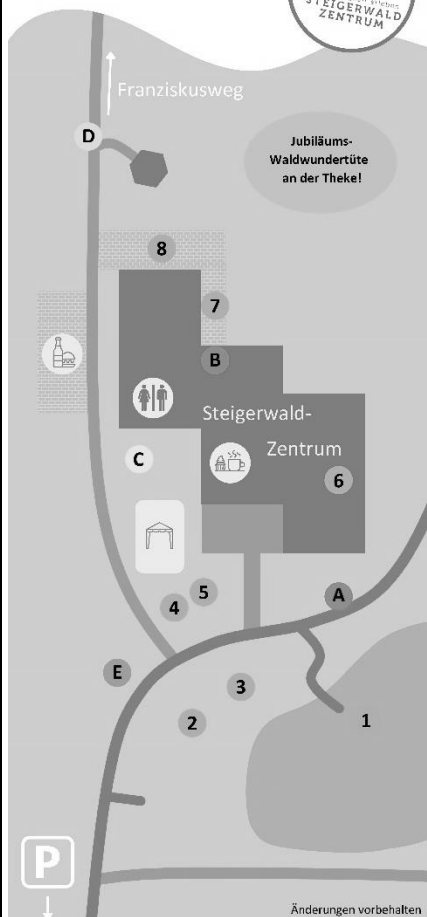 STEIGERWALD
ZENTRUM
Franziskusweg
D
Jubiläums-
Waldwundertüte
an der Theke!
8
7
B
Steigerwald-
Zentrum
C
6
A
5
4
E
3
2
1
P
Änderungen vorbehalten